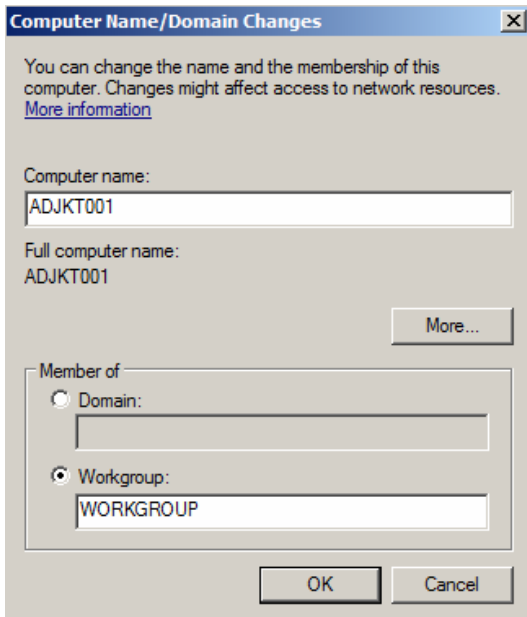 Computer Name/Domain Changes
You can change the name and the membership of this
computer. Changes might affect access to network resources.
More information
Computer name:
ADJKT001
Full computer name:
ADJKT001
More...
Member of
Domain:
Workgroup:
WORKGROUP
OK Cancel